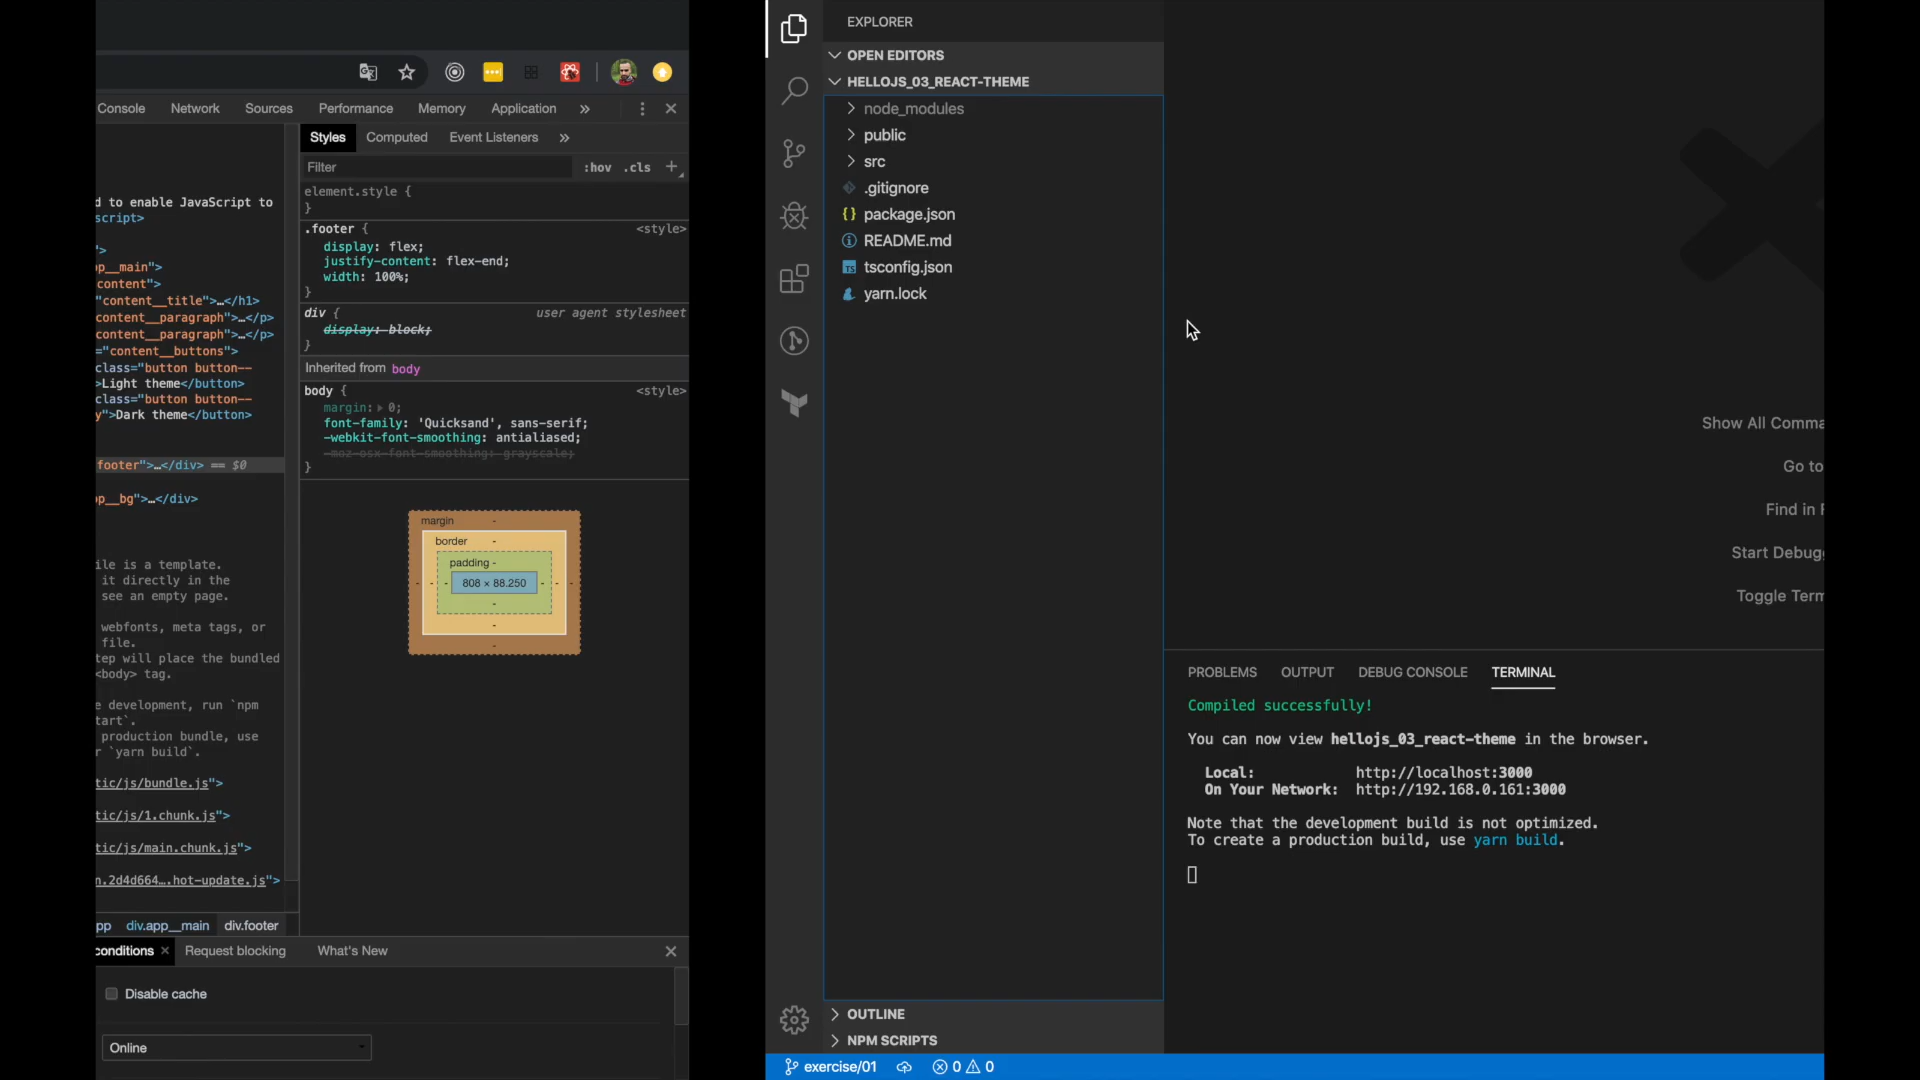 Console Network Sources Performance Memory Application »
Styles Computed Event Listeners »
Filter :hov .cls +
element.style {
}
.footer { <style>
display: flex;
justify-content: flex-end;
width: 100%;
}
div { user agent stylesheet
display: block;
}
Inherited from body
body { <style>
margin: 0;
font-family: 'Quicksand', sans-serif;
-webkit-font-smoothing: antialiased;
-moz-osx-font-smoothing: grayscale;
}
margin -
border -
padding -
- - - 808 × 88.250 - - -
-
-
-
d to enable JavaScript to
script>
">
pp__main">
content">
"content__title">…</h1>
content__paragraph">…</p>
content__paragraph">…</p>
="content__buttons">
class="button button--
>Light theme</button>
class="button button--
y">Dark theme</button>
footer">…</div> == $0
pp__bg">…</div>
ile is a template.
it directly in the
see an empty page.
webfonts, meta tags, or
file.
tep will place the bundled
<body> tag.
e development, run `npm
tart`.
production bundle, use
r `yarn build`.
tic/js/bundle.js">
tic/js/1.chunk.js">
tic/js/main.chunk.js">
n.2d4d664….hot-update.js">
pp div.app__main div.footer
conditions × Request blocking What's New
Disable cache
Online
EXPLORER
OPEN EDITORS
HELLOJS_03_REACT-THEME
node_modules
public
src
.gitignore
package.json
README.md
tsconfig.json
yarn.lock
OUTLINE
NPM SCRIPTS
exercise/01 0 0
Show All Comma
Go to
Find in F
Start Debugg
Toggle Term
PROBLEMS OUTPUT DEBUG CONSOLE TERMINAL
Compiled successfully!
You can now view hellojs_03_react-theme in the browser.
Local: http://localhost:3000
On Your Network: http://192.168.0.161:3000
Note that the development build is not optimized.
To create a production build, use yarn build.